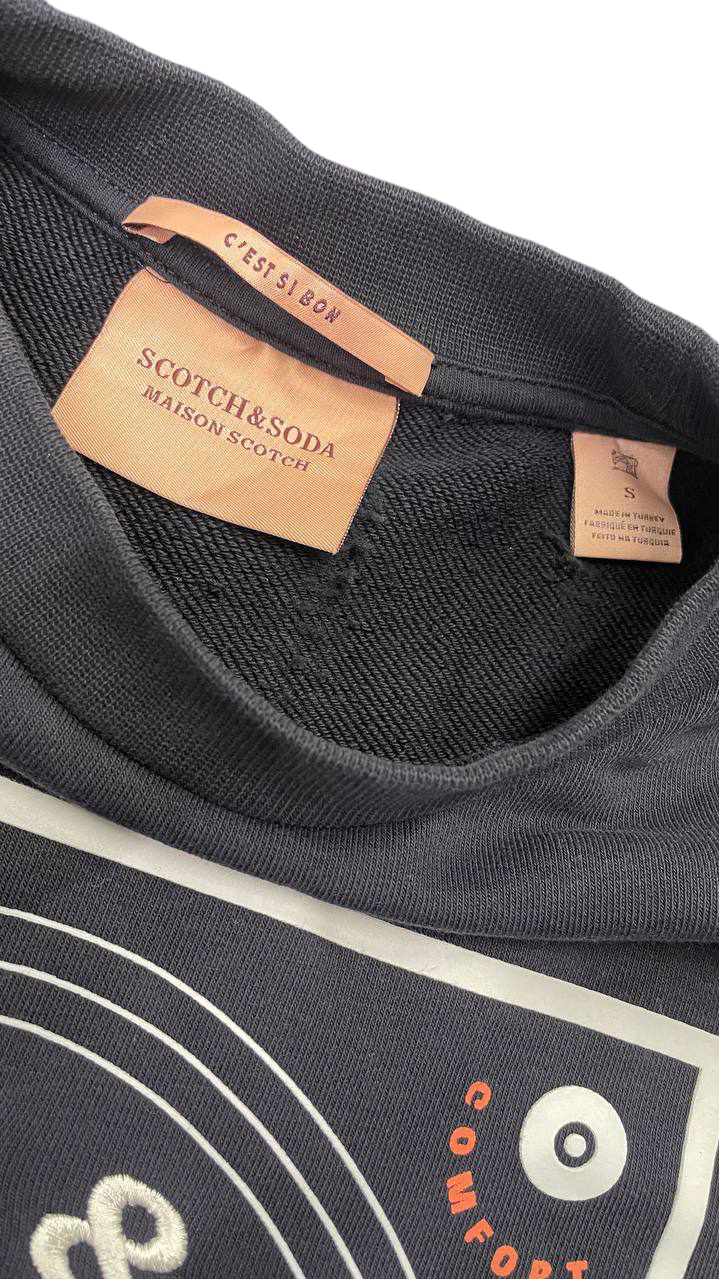 C'EST SI BON
SCOTCH&SODA
MAISON SCOTCH
S
MADE IN TURKEY
FABRIQUÉ EN TURQUIE
FEITO NA TURQUIA
COMFORT